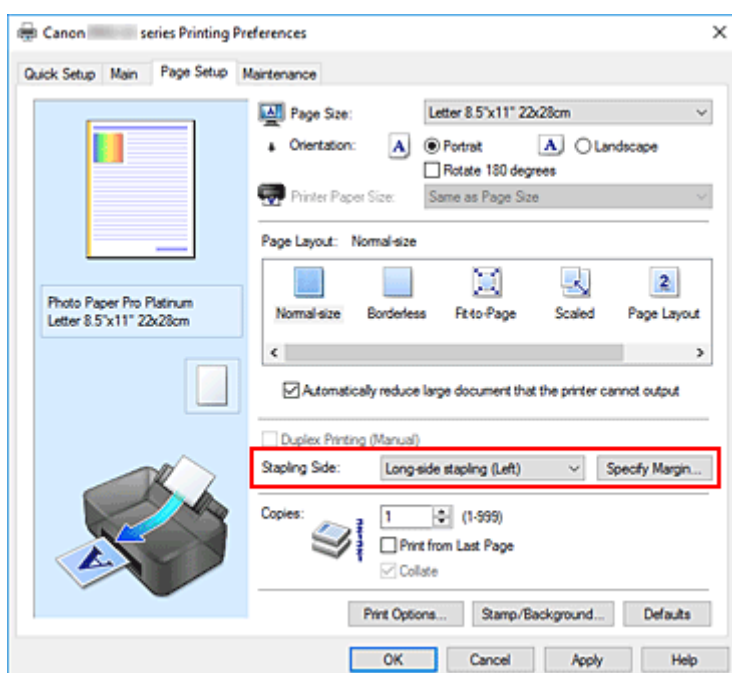 Canon series Printing Preferences
Quick Setup Main Page Setup Maintenance
Page Size: Letter 8.5"x11" 22x28cm
Orientation: A Portrait A Landscape
Rotate 180 degrees
Printer Paper Size: Same as Page Size
Page Layout: Normal-size
2
Normal-size Borderless Fit-to-Page Scaled Page Layout
Photo Paper Pro Platinum
Letter 8.5"x11" 22x28cm
Automatically reduce large document that the printer cannot output
Duplex Printing (Manual)
Stapling Side: Long-side stapling (Left) Specify Margin...
Copies: 1 (1-999)
Print from Last Page
Collate
A
Print Options... Stamp/Background... Defaults
OK Cancel Apply Help